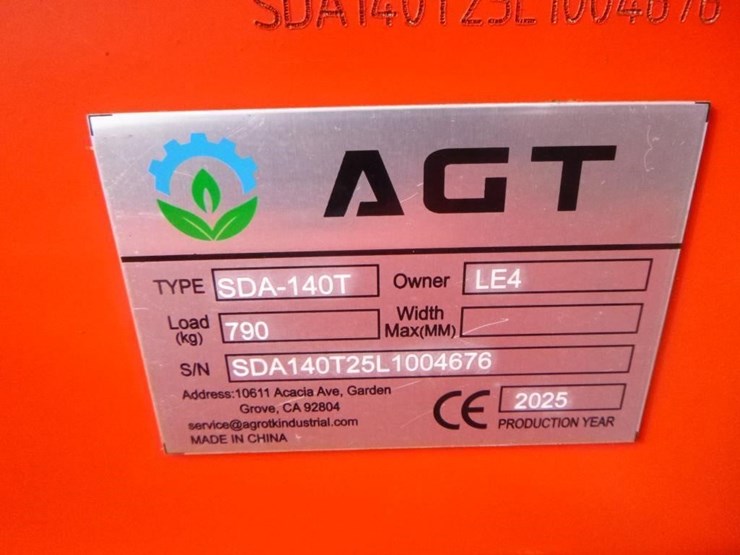 SDA140T25L1004676
AGT
TYPE SDA-140T Owner LE4
Load (kg) 790 Width Max(MM)
S/N SDA140T25L1004676
Address:10611 Acacia Ave, Garden
Grove, CA 92804
service@agrotkindustrial.com
MADE IN CHINA
CE 2025
PRODUCTION YEAR